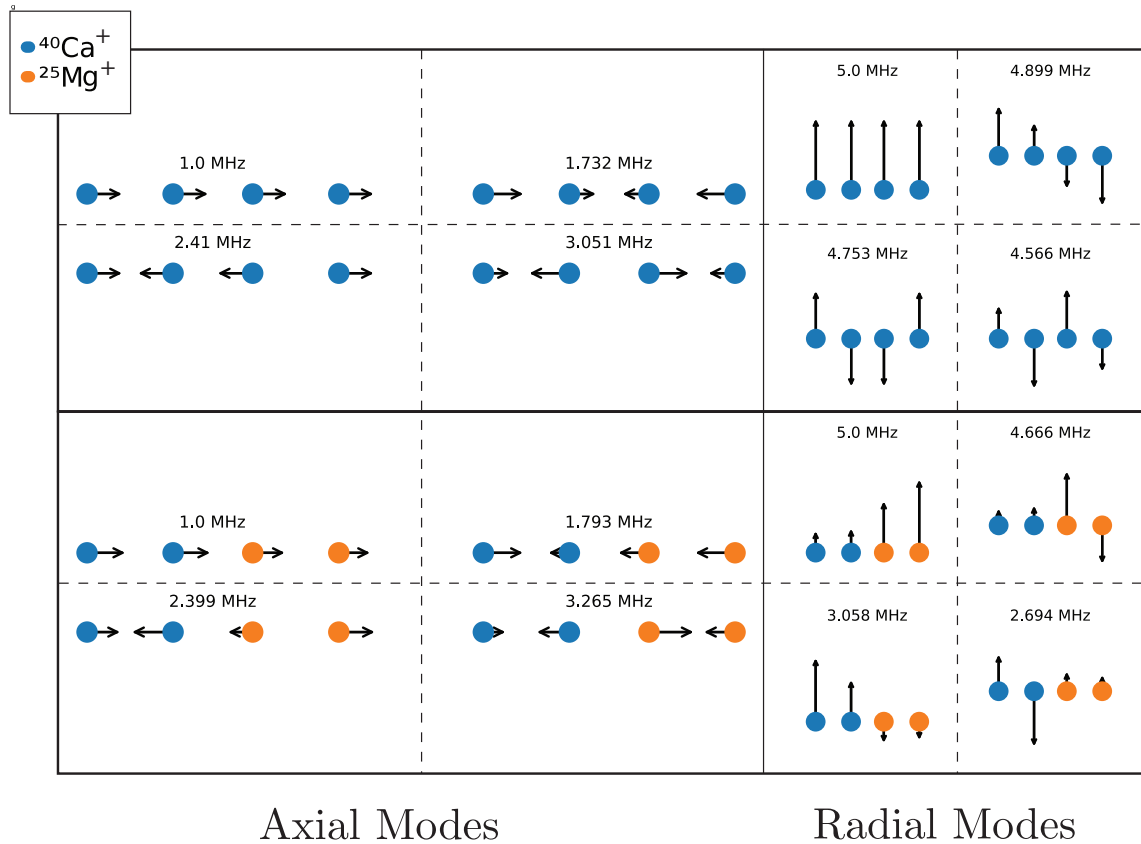 g
⁴⁰Ca⁺
²⁵Mg⁺
1.0 MHz
1.732 MHz
2.41 MHz
3.051 MHz
5.0 MHz
4.899 MHz
4.753 MHz
4.566 MHz
1.0 MHz
1.793 MHz
2.399 MHz
3.265 MHz
5.0 MHz
4.666 MHz
3.058 MHz
2.694 MHz
Axial Modes
Radial Modes